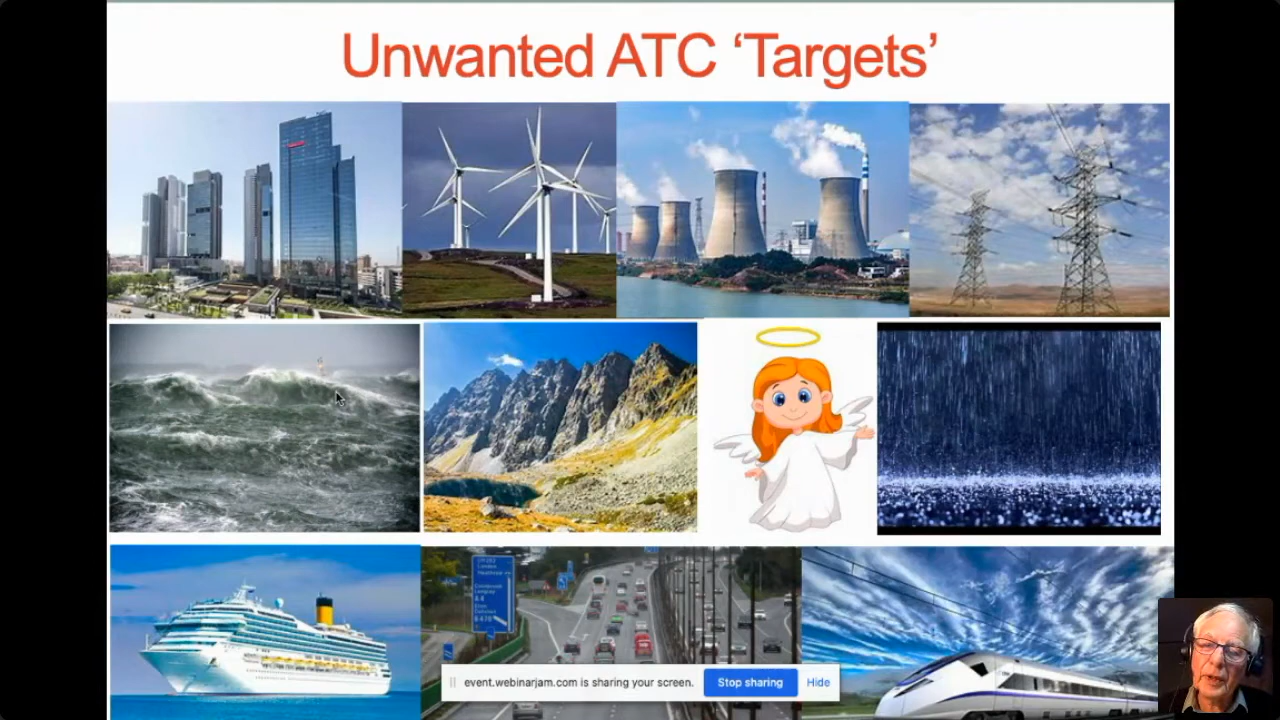 Unwanted ATC ‘Targets’
event.webinarjam.com is sharing your screen.
Stop sharing
Hide